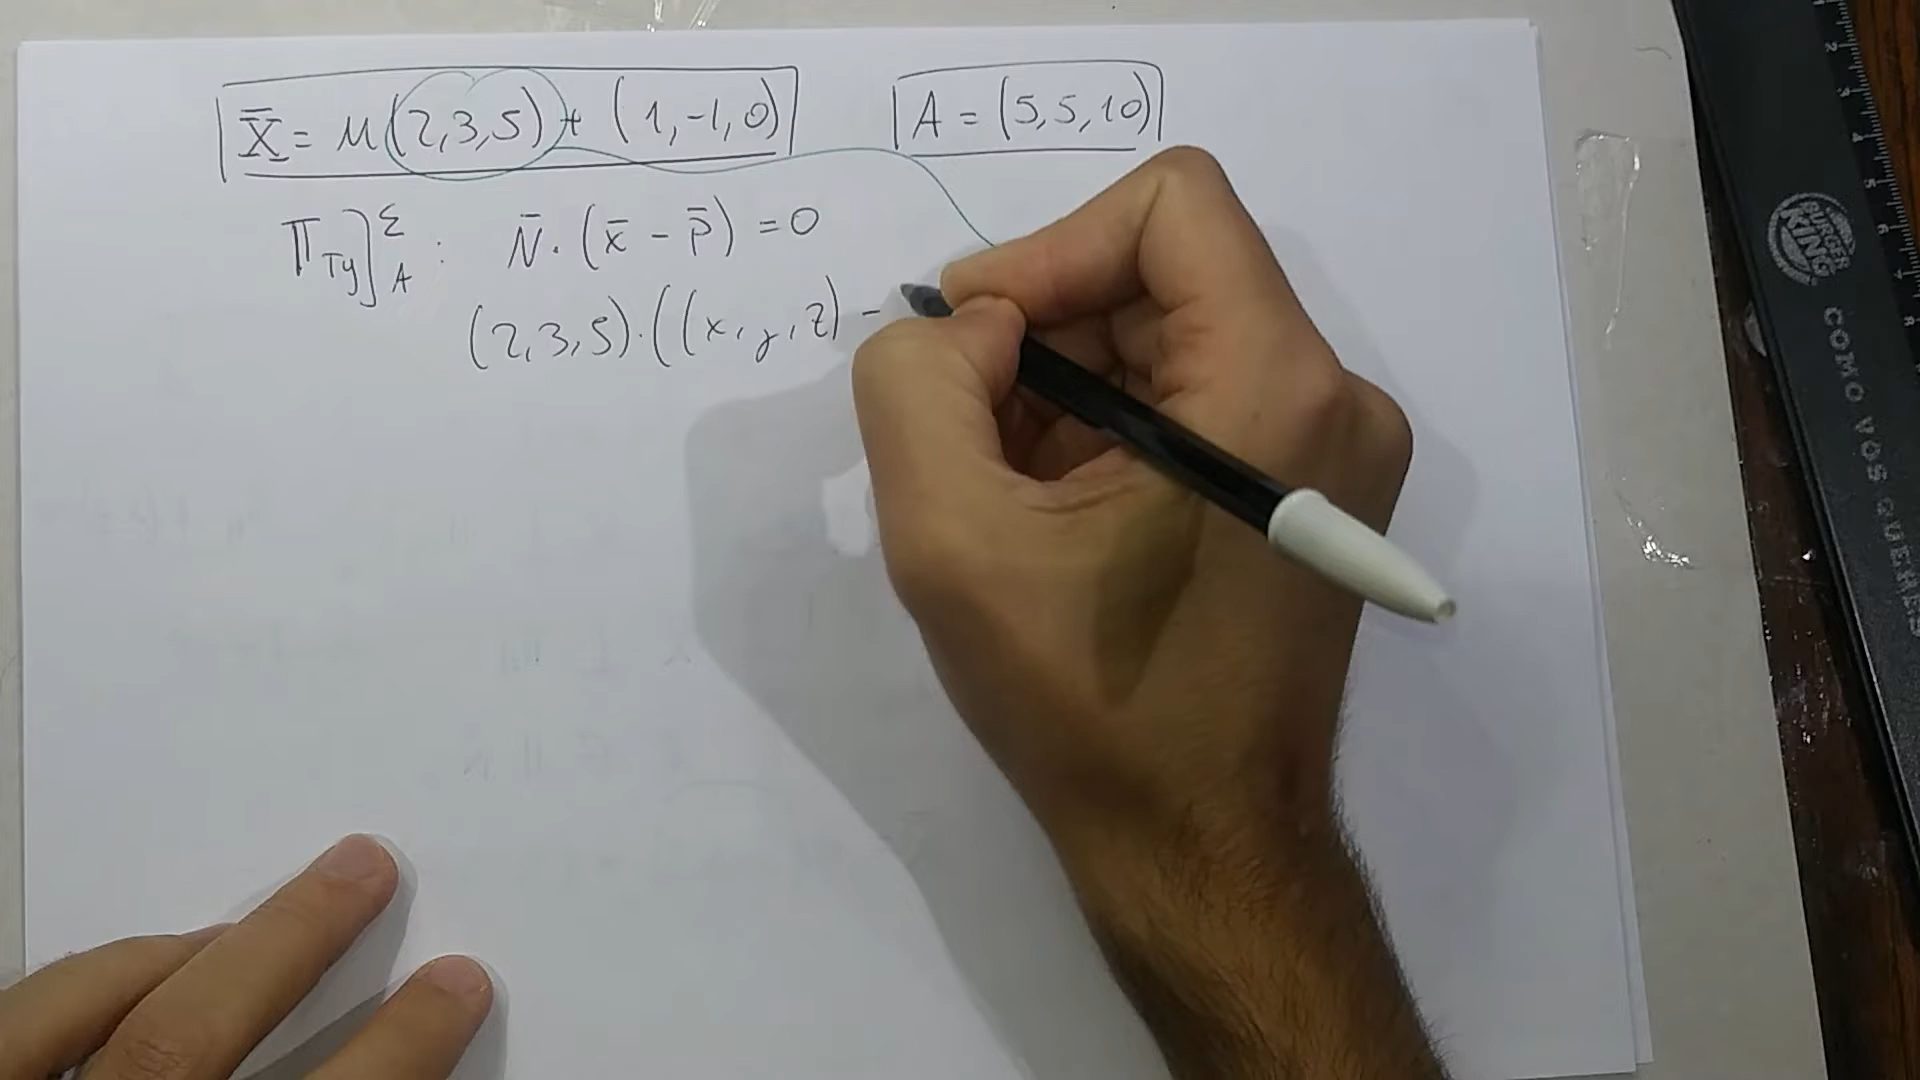 X̄ = μ(2,3,5) + (1,-1,0)    A = (5,5,10)
Π_Ty]^Σ_A :    N̄ · (x̄ - p̄) = 0
(2,3,5) · ((x, y, z) -
BURGER KING
COMO VOS QUERES